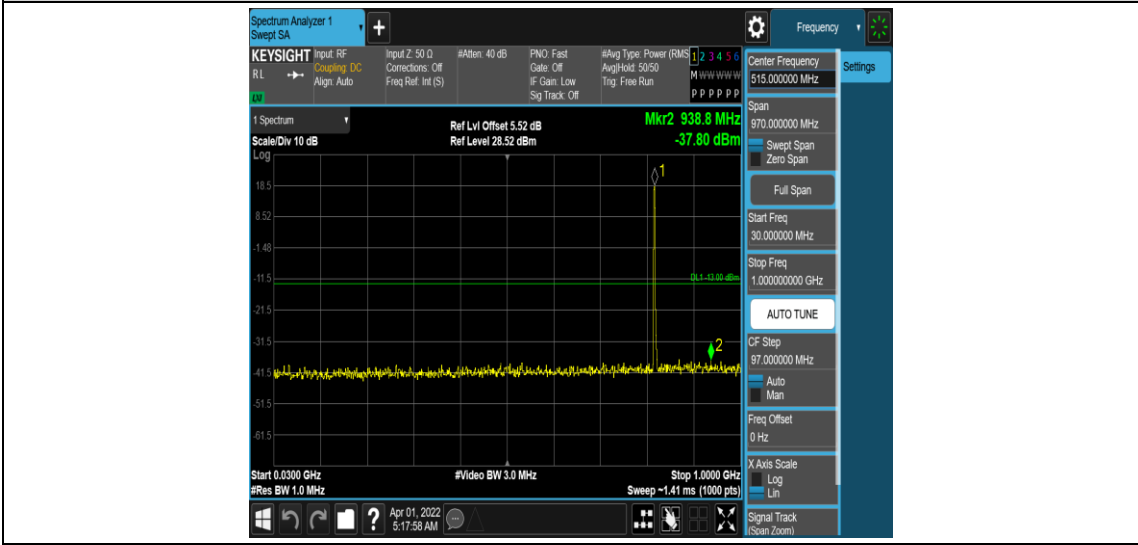 Spectrum Analyzer 1
Swept SA
+
Frequency
KEYSIGHT
RL
LXI
Input: RF
Coupling: DC
Align: Auto
Input Z: 50 Ω
Corrections: Off
Freq Ref: Int (S)
#Atten: 40 dB
PNO: Fast
Gate: Off
IF Gain: Low
Sig Track: Off
#Avg Type: Power (RMS
Avg|Hold: 50/50
Trig: Free Run
1 2 3 4 5 6
M W W W W W
P P P P P P
1 Spectrum
Scale/Div 10 dB
Log
Ref Lvl Offset 5.52 dB
Ref Level 28.52 dBm
Mkr2 938.8 MHz
-37.80 dBm
18.5
8.52
-1.48
-11.5
-21.5
-31.5
-41.5
-51.5
-61.5
1
DL1 -13.00 dBm
2
Start 0.0300 GHz
#Res BW 1.0 MHz
#Video BW 3.0 MHz
Stop 1.0000 GHz
Sweep ~1.41 ms (1000 pts)
?
Apr 01, 2022
5:17:58 AM
Center Frequency
515.000000 MHz
Span
970.000000 MHz
Swept Span
Zero Span
Full Span
Start Freq
30.000000 MHz
Stop Freq
1.000000000 GHz
AUTO TUNE
CF Step
97.000000 MHz
Auto
Man
Freq Offset
0 Hz
X Axis Scale
Log
Lin
Signal Track
(Span Zoom)
Settings